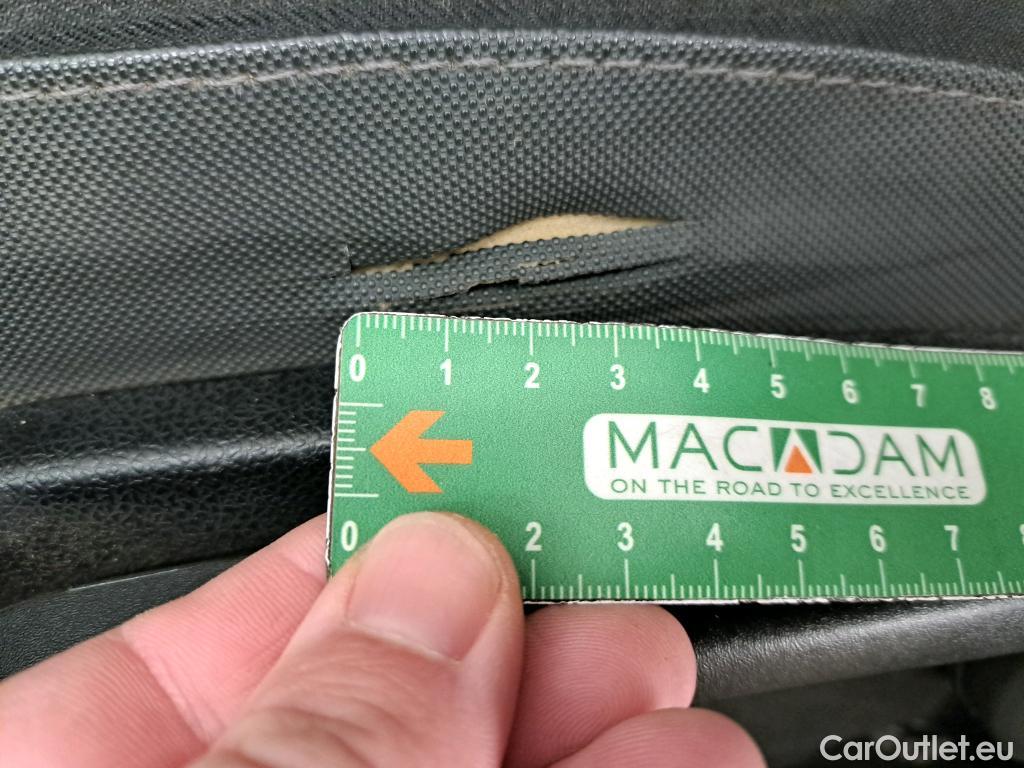 0 1 2 3 4 5 6 7 8
MACADAM
ON THE ROAD TO EXCELLENCE
0 2 3 4 5 6 7
CarOutlet.eu